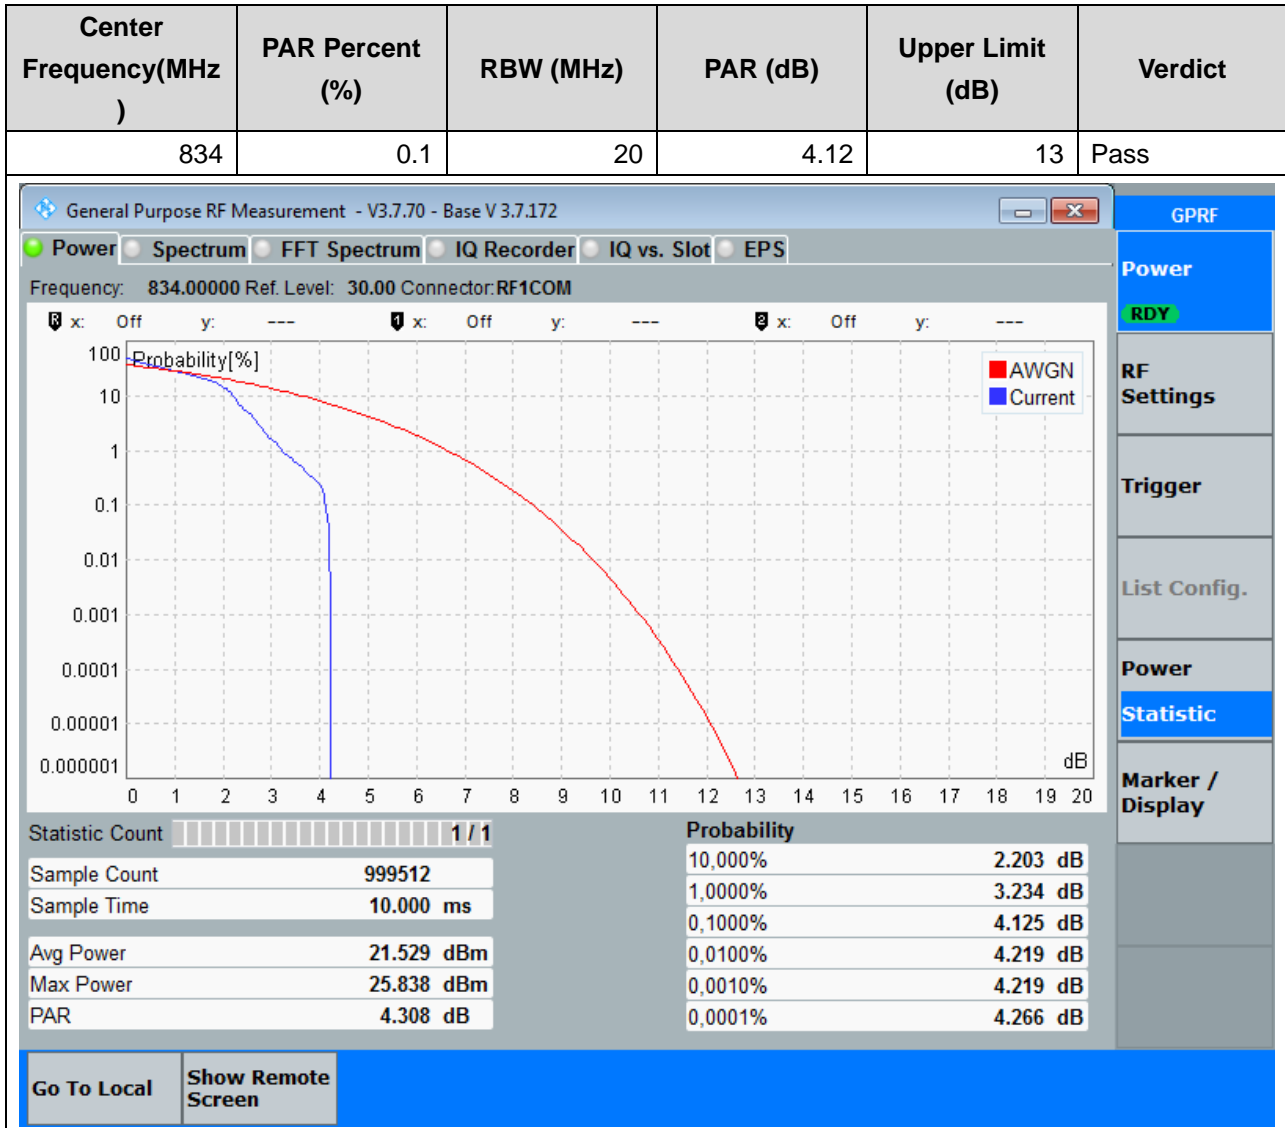 Center Frequency(MHz) PAR Percent (%) RBW (MHz) PAR (dB) Upper Limit (dB) Verdict
834 0.1 20 4.12 13 Pass
General Purpose RF Measurement - V3.7.70 - Base V 3.7.172
GPRF
Power Spectrum FFT Spectrum IQ Recorder IQ vs. Slot EPS
Frequency: 834.00000 Ref. Level: 30.00 Connector: RF1COM
R x: Off y: --- 1 x: Off y: --- 2 x: Off y: ---
Probability[%]
AWGN
Current
100
10
1
0.1
0.01
0.001
0.0001
0.00001
0.000001
dB
0 1 2 3 4 5 6 7 8 9 10 11 12 13 14 15 16 17 18 19 20
Statistic Count 1 / 1
Sample Count 999512
Sample Time 10.000 ms
Avg Power 21.529 dBm
Max Power 25.838 dBm
PAR 4.308 dB
Probability
10,000% 2.203 dB
1,0000% 3.234 dB
0,1000% 4.125 dB
0,0100% 4.219 dB
0,0010% 4.219 dB
0,0001% 4.266 dB
Power
RDY
RF
Settings
Trigger
List Config.
Power
Statistic
Marker /
Display
Go To Local
Show Remote
Screen